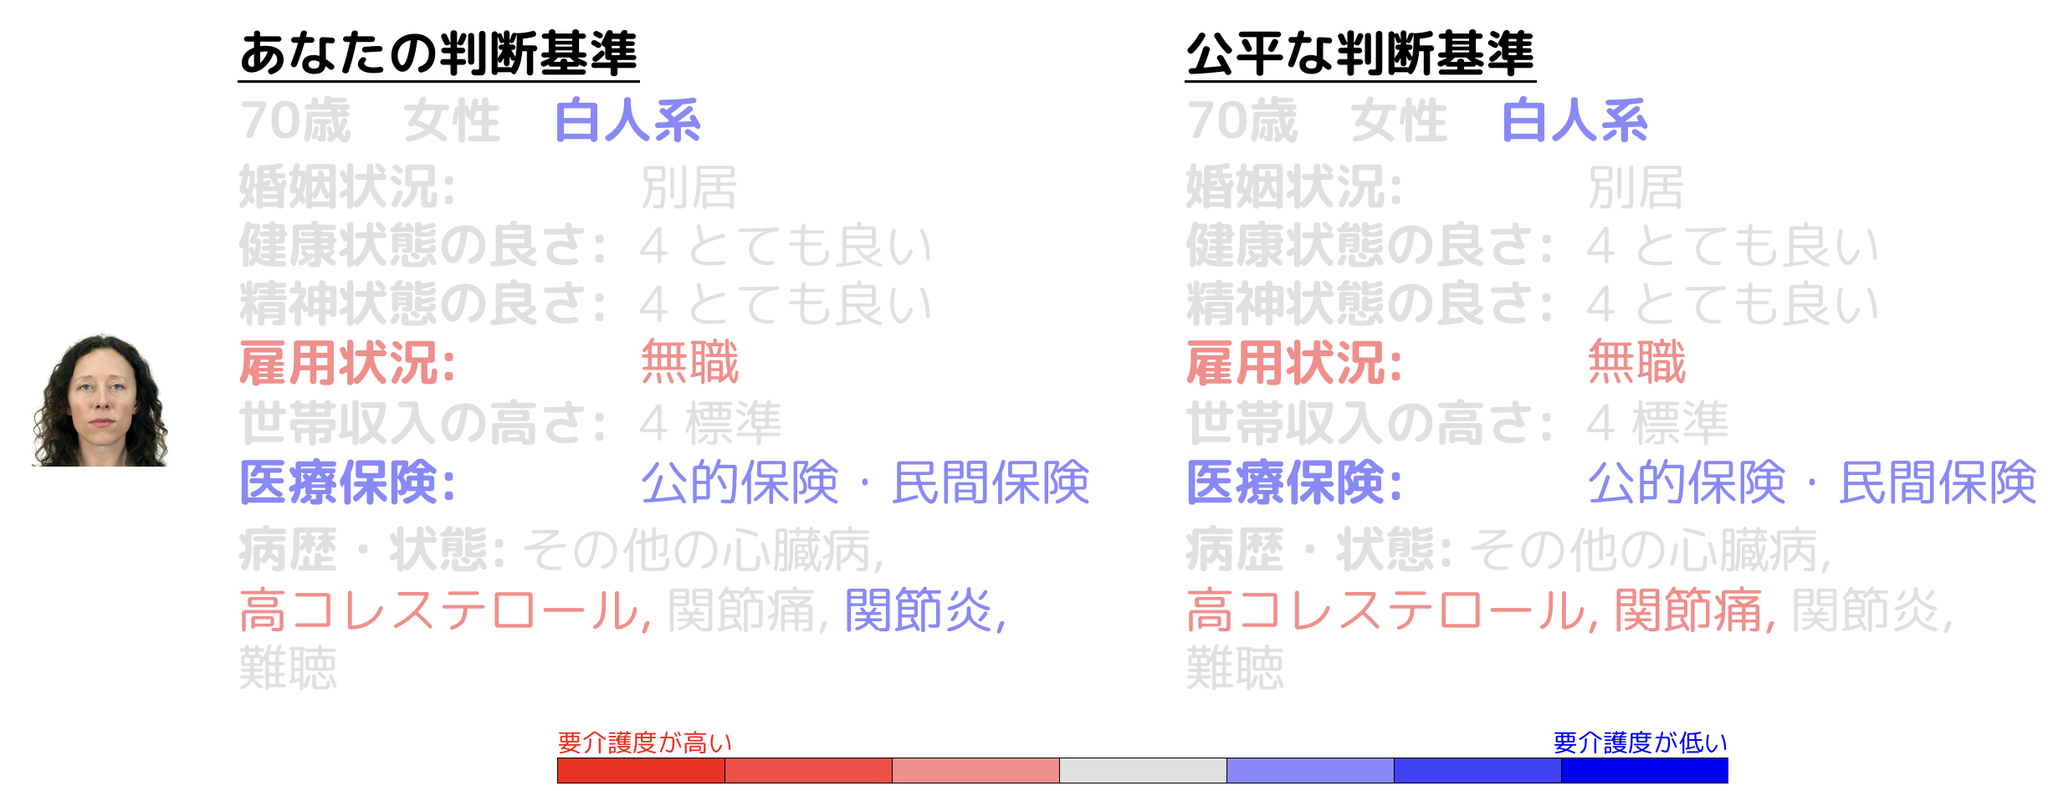 あなたの判断基準
70歳 女性 白人系
婚姻状況: 別居
健康状態の良さ: 4 とても良い
精神状態の良さ: 4 とても良い
雇用状況: 無職
世帯収入の高さ: 4 標準
医療保険: 公的保険・民間保険
病歴・状態: その他の心臓病,
高コレステロール, 関節痛, 関節炎,
難聴
公平な判断基準
70歳 女性 白人系
婚姻状況: 別居
健康状態の良さ: 4 とても良い
精神状態の良さ: 4 とても良い
雇用状況: 無職
世帯収入の高さ: 4 標準
医療保険: 公的保険・民間保険
病歴・状態: その他の心臓病,
高コレステロール, 関節痛, 関節炎,
難聴
要介護度が高い 要介護度が低い